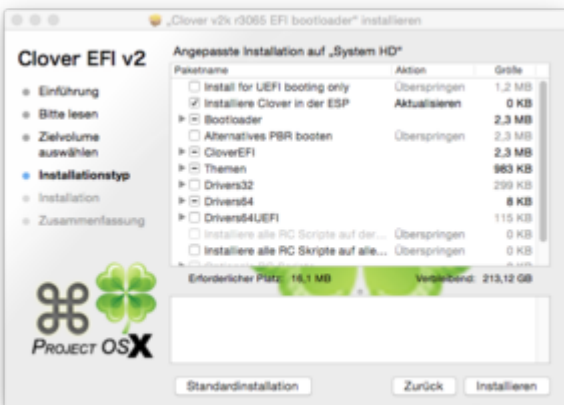 „Clover v2k r3065 EFI bootloader“ installieren
Clover EFI v2
Einführung
Bitte lesen
Zielvolume
auswählen
Installationstyp
Installation
Zusammenfassung
PROJECT OSX
Angepasste Installation auf „System HD“
Paketname Aktion Größe
Install for UEFI booting only Überspringen 1,2 MB
Installiere Clover in der ESP Aktualisieren 0 KB
Bootloader 2,3 MB
Alternatives PBR booten Überspringen 2,3 MB
CloverEFI 2,3 MB
Themen 963 KB
Drivers32 299 KB
Drivers64 8 KB
Drivers64UEFI 115 KB
Installiere alle RC Scripte auf der... Überspringen 0 KB
Installiere alle RC Skripte auf alle... Überspringen 0 KB
Erforderlicher Platz: 16,1 MB Verbleibend: 213,12 GB
Standardinstallation Zurück Installieren